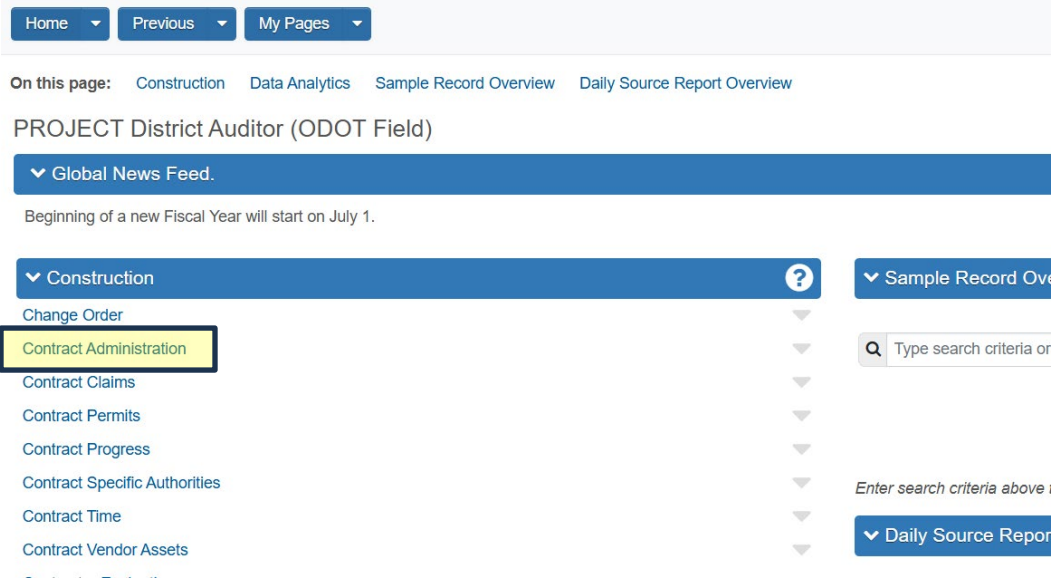 Home Previous My Pages
On this page: Construction Data Analytics Sample Record Overview Daily Source Report Overview
PROJECT District Auditor (ODOT Field)
Global News Feed.
Beginning of a new Fiscal Year will start on July 1.
Construction ?
Change Order
Contract Administration
Contract Claims
Contract Permits
Contract Progress
Contract Specific Authorities
Contract Time
Contract Vendor Assets
Sample Record Ove
Type search criteria or
Enter search criteria above
Daily Source Repor